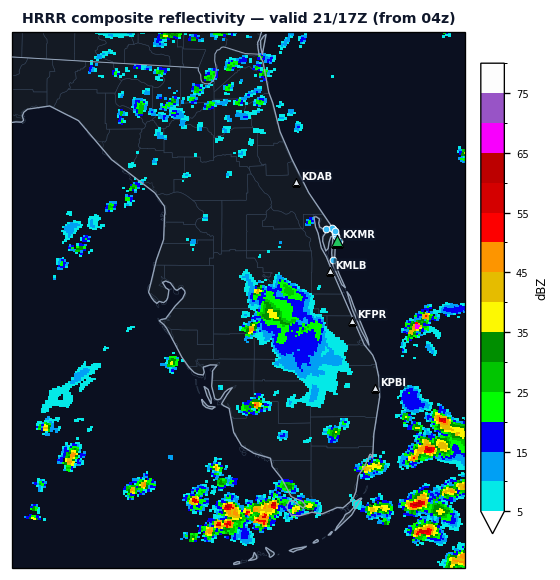 HRRR composite reflectivity — valid 21/17Z (from 04z)
KDAB
KXMR
KMLB
KFPR
KPBI
75
65
55
45
35
25
15
5
dBZ